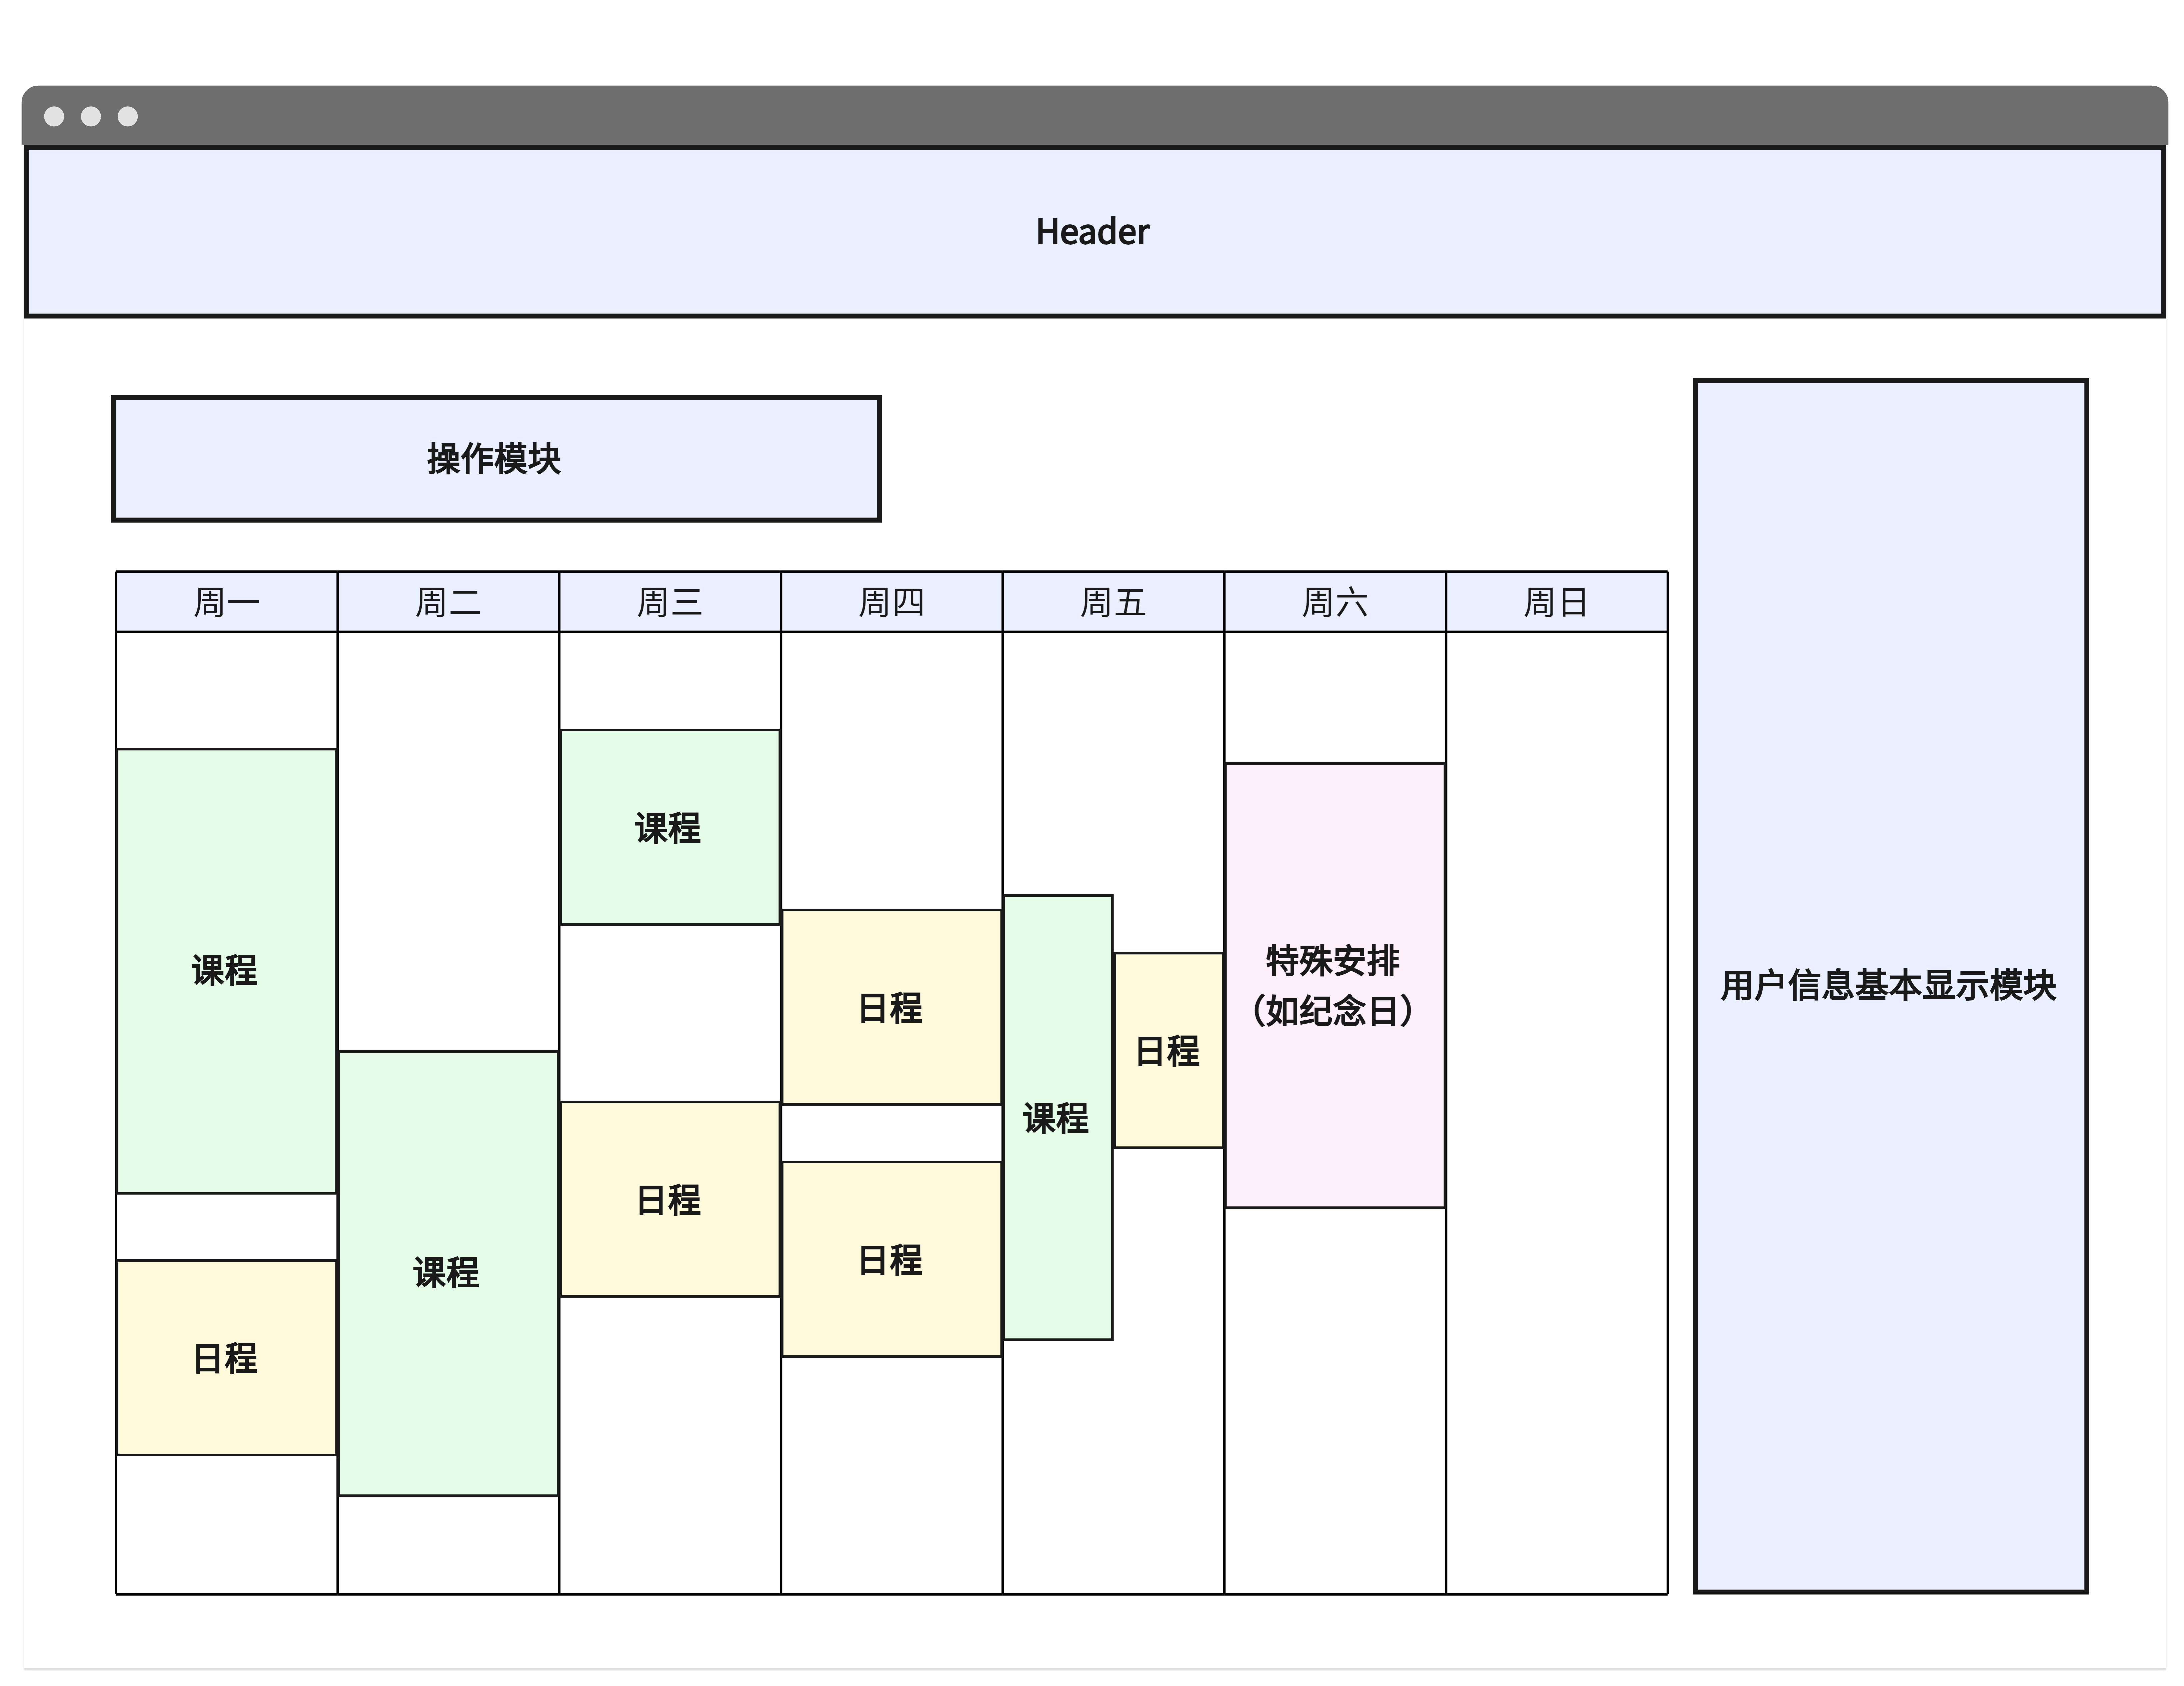 Header
操作模块
周一
周二
周三
周四
周五
周六
周日
课程
日程
课程
课程
日程
日程
日程
课程
日程
特殊安排
（如纪念日）
用户信息基本显示模块